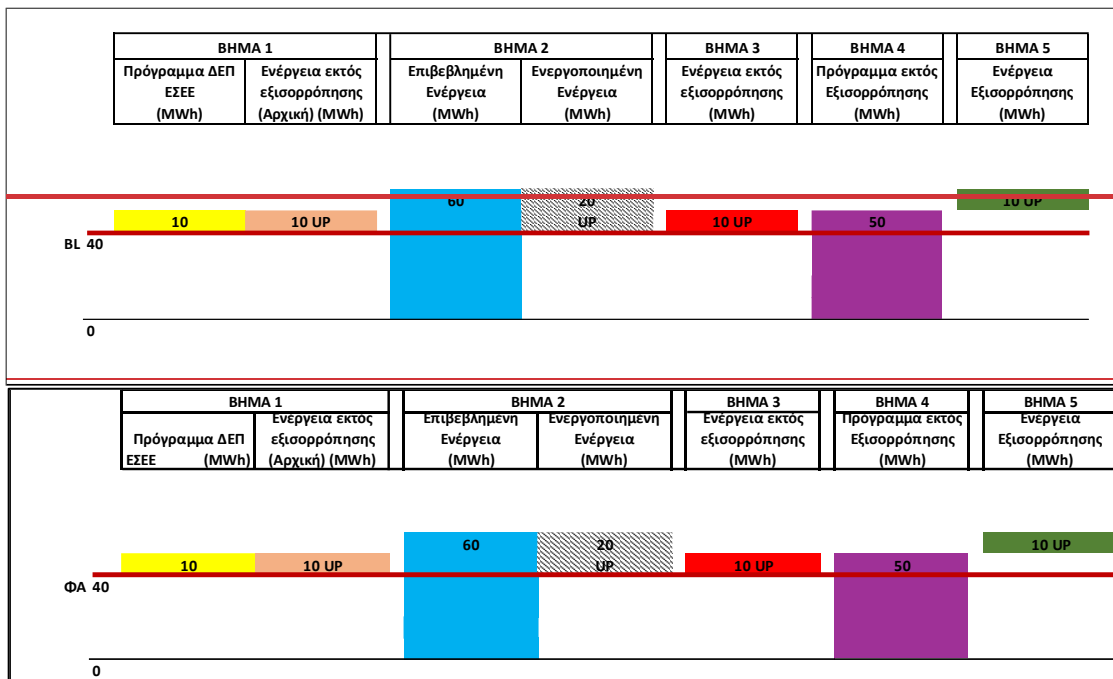 ΒΗΜΑ 1 ΒΗΜΑ 2 ΒΗΜΑ 3 ΒΗΜΑ 4 ΒΗΜΑ 5
Πρόγραμμα ΔΕΠ Ενέργεια εκτός Επιβεβλημένη Ενεργοποιημένη Ενέργεια εκτός Πρόγραμμα εκτός Ενέργεια
ΕΣΕΕ εξισορρόπησης Ενέργεια Ενέργεια εξισορρόπησης Εξισορρόπησης Εξισορρόπησης
(MWh) (Αρχική) (MWh) (MWh) (MWh) (MWh) (MWh) (MWh)
60 20 10 UP
10 10 UP UP 10 UP 50
BL 40
0
ΒΗΜΑ 1 ΒΗΜΑ 2 ΒΗΜΑ 3 ΒΗΜΑ 4 ΒΗΜΑ 5
Ενέργεια εκτός Επιβεβλημένη Ενεργοποιημένη Ενέργεια εκτός Πρόγραμμα εκτός Ενέργεια
Πρόγραμμα ΔΕΠ εξισορρόπησης Ενέργεια Ενέργεια εξισορρόπησης Εξισορρόπησης Εξισορρόπησης
ΕΣΕΕ (MWh) (Αρχική) (MWh) (MWh) (MWh) (MWh) (MWh) (MWh)
60 20 10 UP
10 10 UP UP 10 UP 50
ΦΑ 40
0